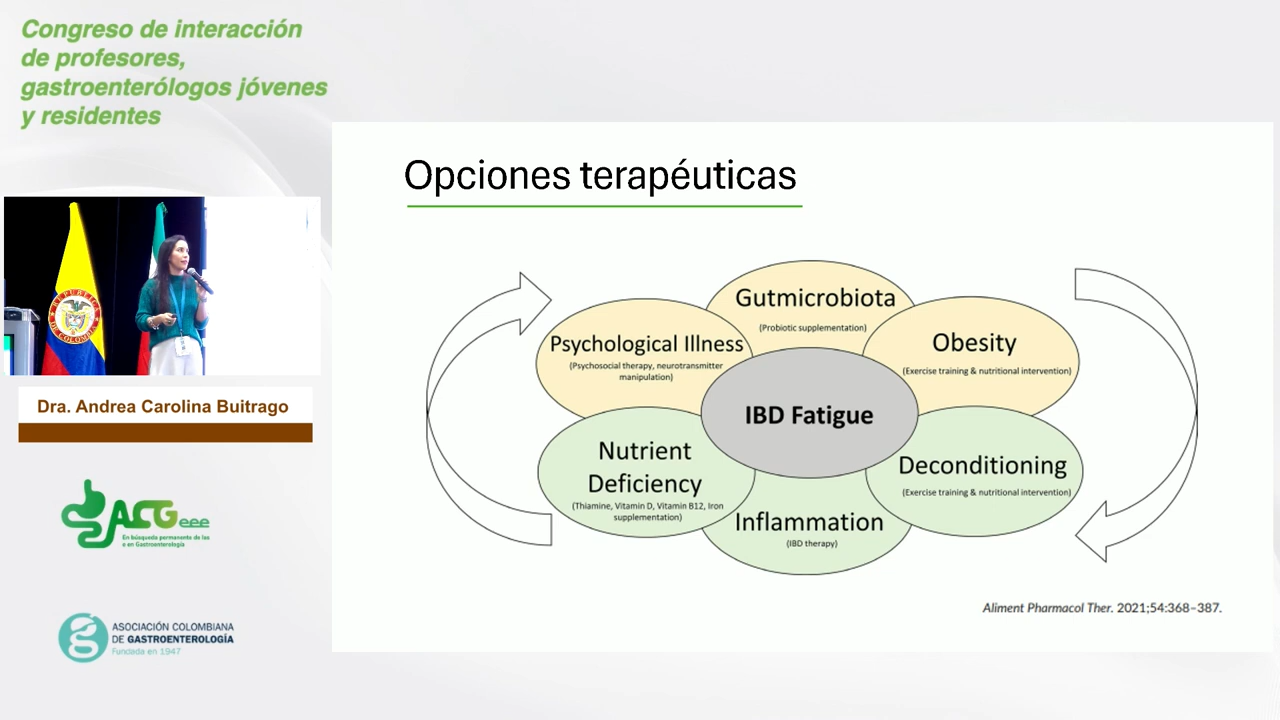 Congreso de interacción
de profesores,
gastroenterólogos jóvenes
y residentes
Opciones terapéuticas
Gutmicrobiota
(Probiotic supplementation)
Psychological Illness
(Psychosocial therapy, neurotransmitter
manipulation)
Obesity
(Exercise training & nutritional intervention)
IBD Fatigue
Nutrient
Deficiency
(Thiamine, Vitamin D, Vitamin B12, Iron
supplementation)
Deconditioning
(Exercise training & nutritional intervention)
Inflammation
(IBD therapy)
Aliment Pharmacol Ther. 2021;54:368–387.
Dra. Andrea Carolina Buitrago
ACGeee
En búsqueda permanente de las
e en Gastroenterología
ASOCIACIÓN COLOMBIANA
DE GASTROENTEROLOGÍA
Fundada en 1947